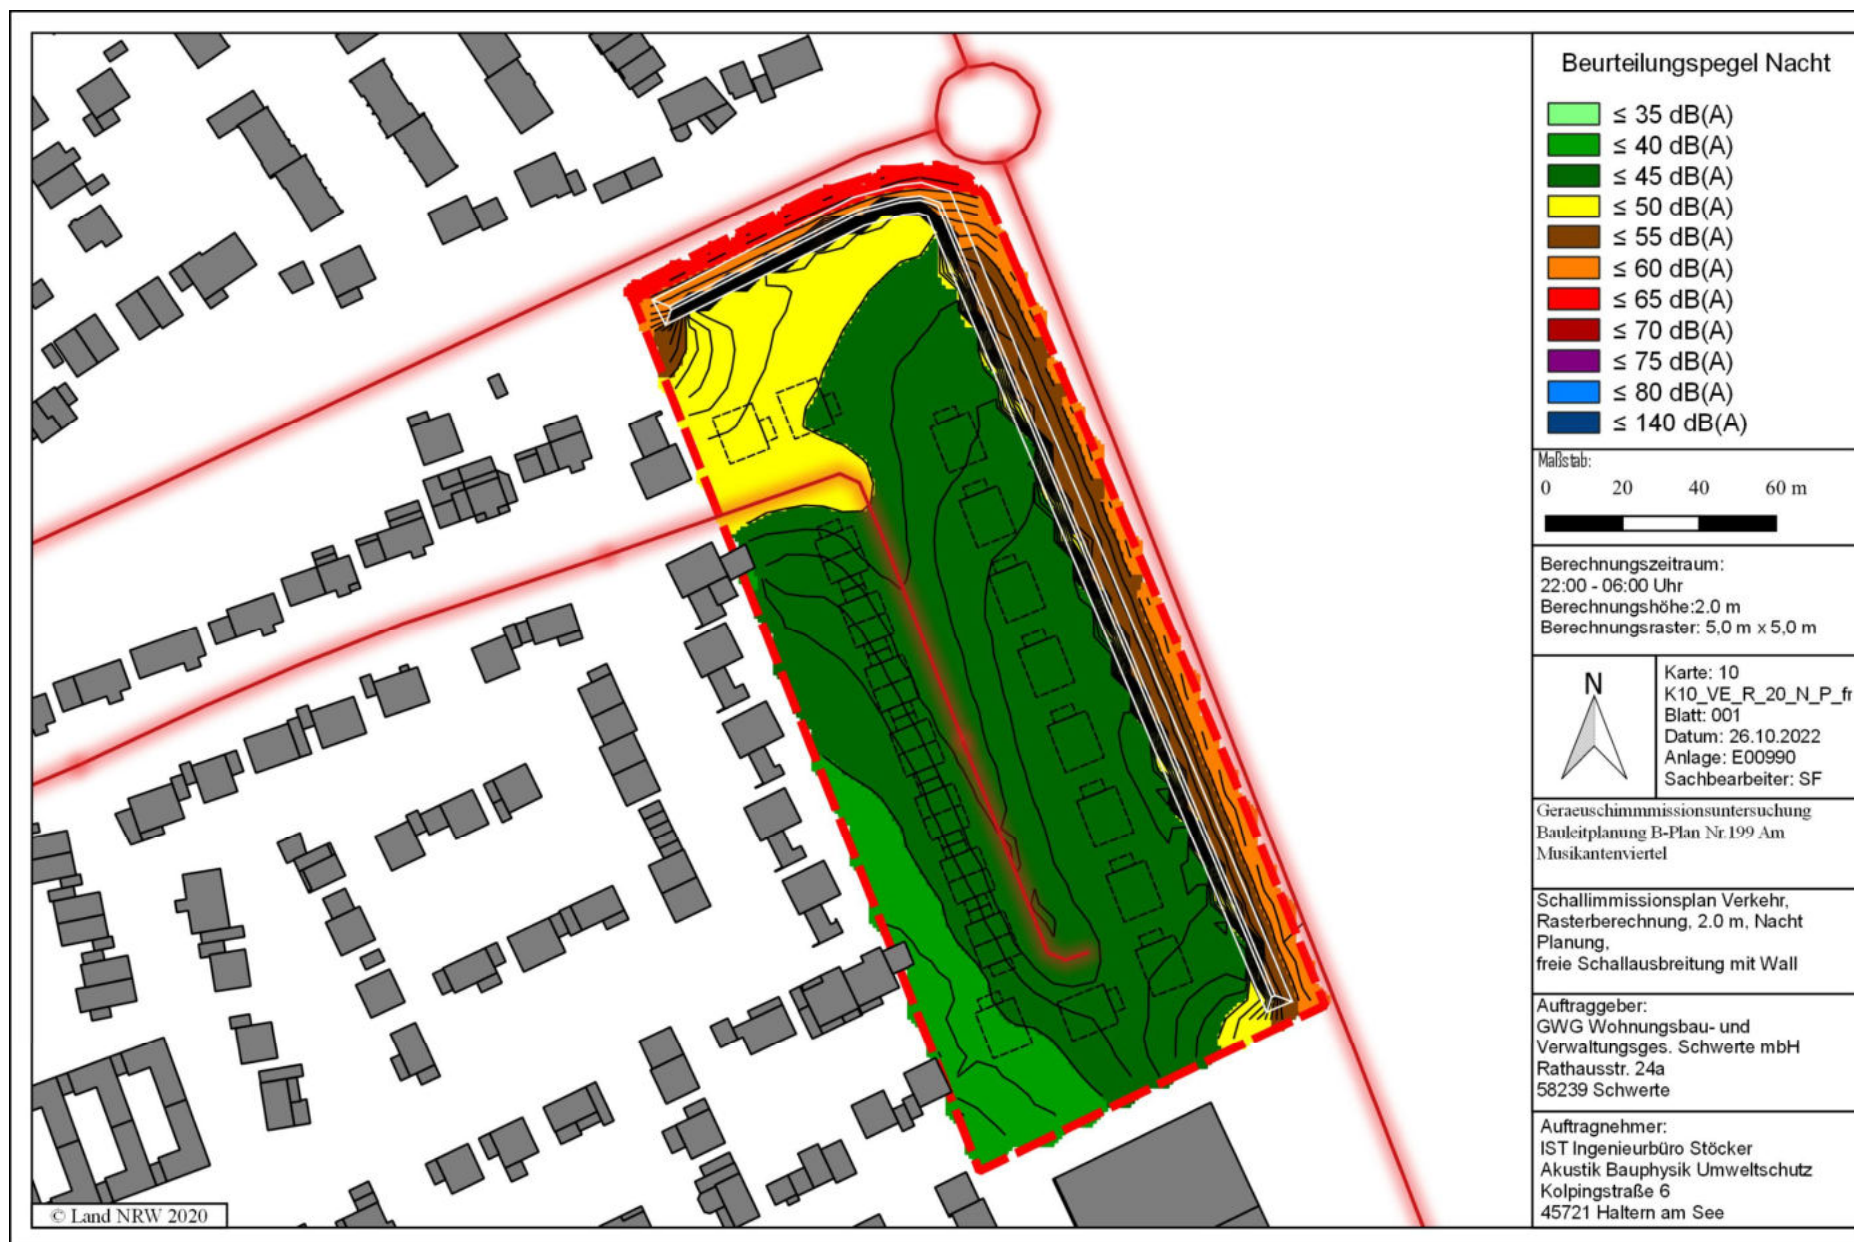 Beurteilungspegel Nacht
≤ 35 dB(A)
≤ 40 dB(A)
≤ 45 dB(A)
≤ 50 dB(A)
≤ 55 dB(A)
≤ 60 dB(A)
≤ 65 dB(A)
≤ 70 dB(A)
≤ 75 dB(A)
≤ 80 dB(A)
≤ 140 dB(A)
Maßstab:
0 20 40 60 m
Berechnungszeitraum:
22:00 - 06:00 Uhr
Berechnungshöhe:2.0 m
Berechnungsraster: 5,0 m x 5,0 m
N
Karte: 10
K10_VE_R_20_N_P_fr
Blatt: 001
Datum: 26.10.2022
Anlage: E00990
Sachbearbeiter: SF
Geraeuschimmmissionsuntersuchung
Bauleitplanung B-Plan Nr.199 Am
Musikantenviertel
Schallimmissionsplan Verkehr,
Rasterberechnung, 2.0 m, Nacht
Planung,
freie Schallausbreitung mit Wall
Auftraggeber:
GWG Wohnungsbau- und
Verwaltungsges. Schwerte mbH
Rathausstr. 24a
58239 Schwerte
Auftragnehmer:
IST Ingenieurbüro Stöcker
Akustik Bauphysik Umweltschutz
Kolpingstraße 6
45721 Haltern am See
© Land NRW 2020